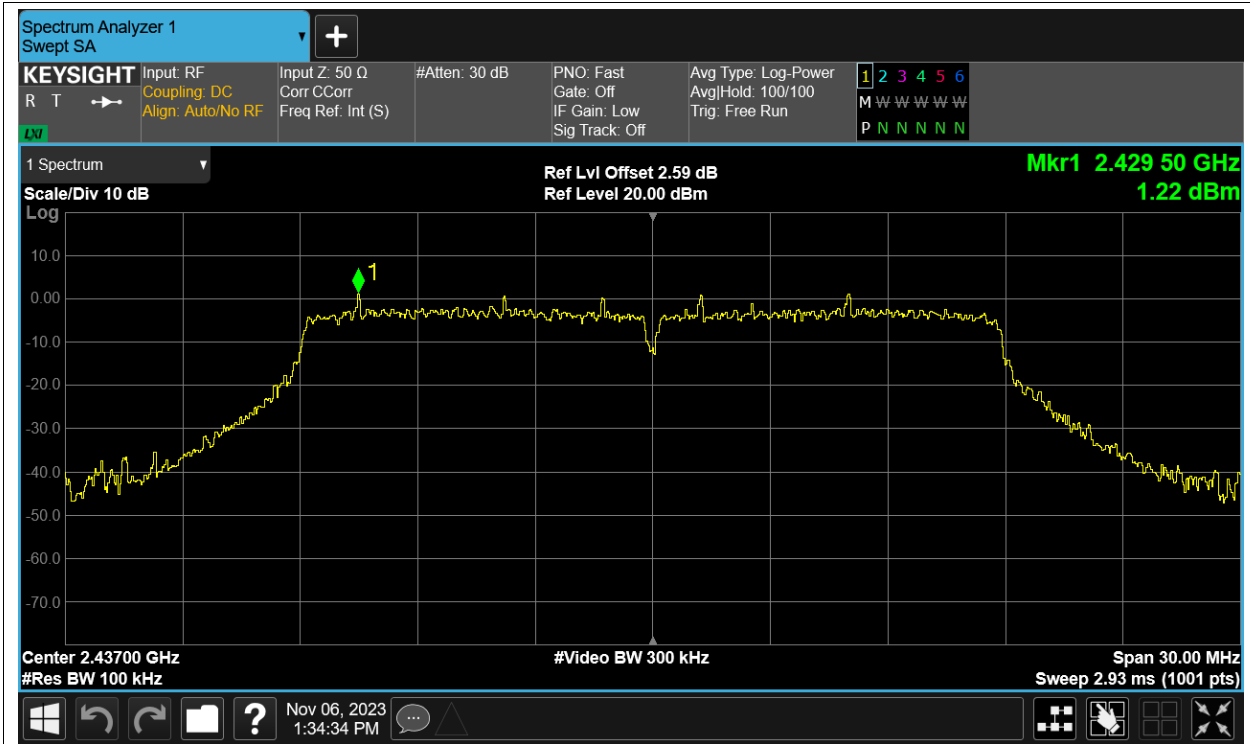 Spectrum Analyzer 1
Swept SA
KEYSIGHT
R T
LXI
Input: RF
Coupling: DC
Align: Auto/No RF
Input Z: 50 Ω
Corr CCorr
Freq Ref: Int (S)
#Atten: 30 dB
PNO: Fast
Gate: Off
IF Gain: Low
Sig Track: Off
Avg Type: Log-Power
Avg|Hold: 100/100
Trig: Free Run
1 2 3 4 5 6
M W W W W W
P N N N N N
1 Spectrum
Scale/Div 10 dB
Log
Ref Lvl Offset 2.59 dB
Ref Level 20.00 dBm
Mkr1 2.429 50 GHz
1.22 dBm
10.0
1
0.00
-10.0
-20.0
-30.0
-40.0
-50.0
-60.0
-70.0
Center 2.43700 GHz
#Res BW 100 kHz
#Video BW 300 kHz
Span 30.00 MHz
Sweep 2.93 ms (1001 pts)
?
Nov 06, 2023
1:34:34 PM